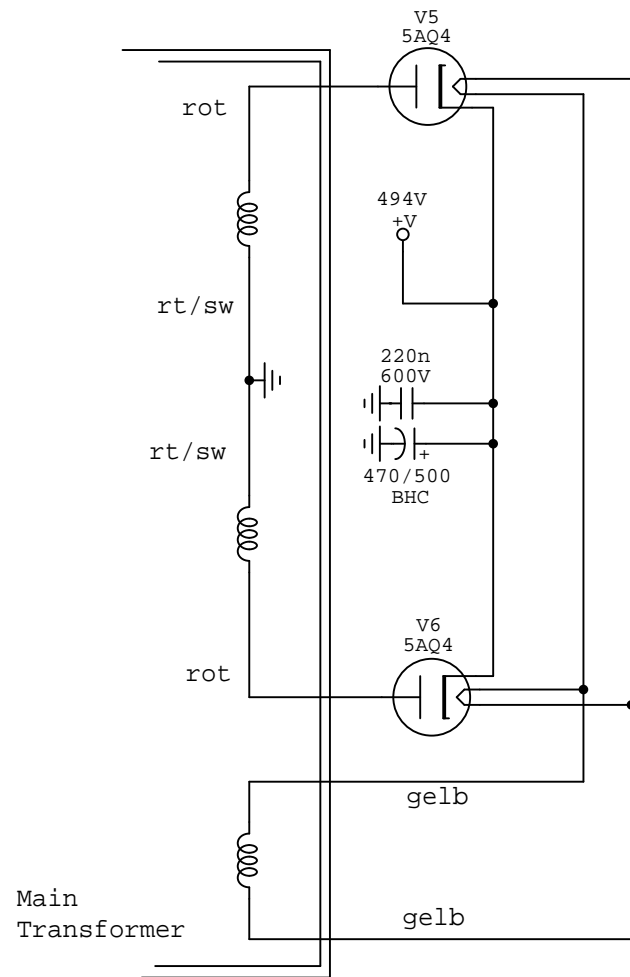 V5
5AQ4
rot
494V
+V
rt/sw
220n
600V
rt/sw
+
470/500
BHC
V6
5AQ4
rot
gelb
Main
Transformer
gelb